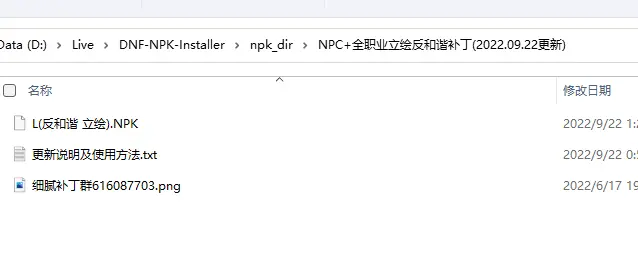 Data (D:) > Live > DNF-NPK-Installer > npk_dir > NPC+全职业立绘反和谐补丁(2022.09.22更新)
名称 修改日期
L(反和谐 立绘).NPK 2022/9/22 1:2
更新说明及使用方法.txt 2022/9/22 0:5
细腻补丁群616087703.png 2022/6/17 19